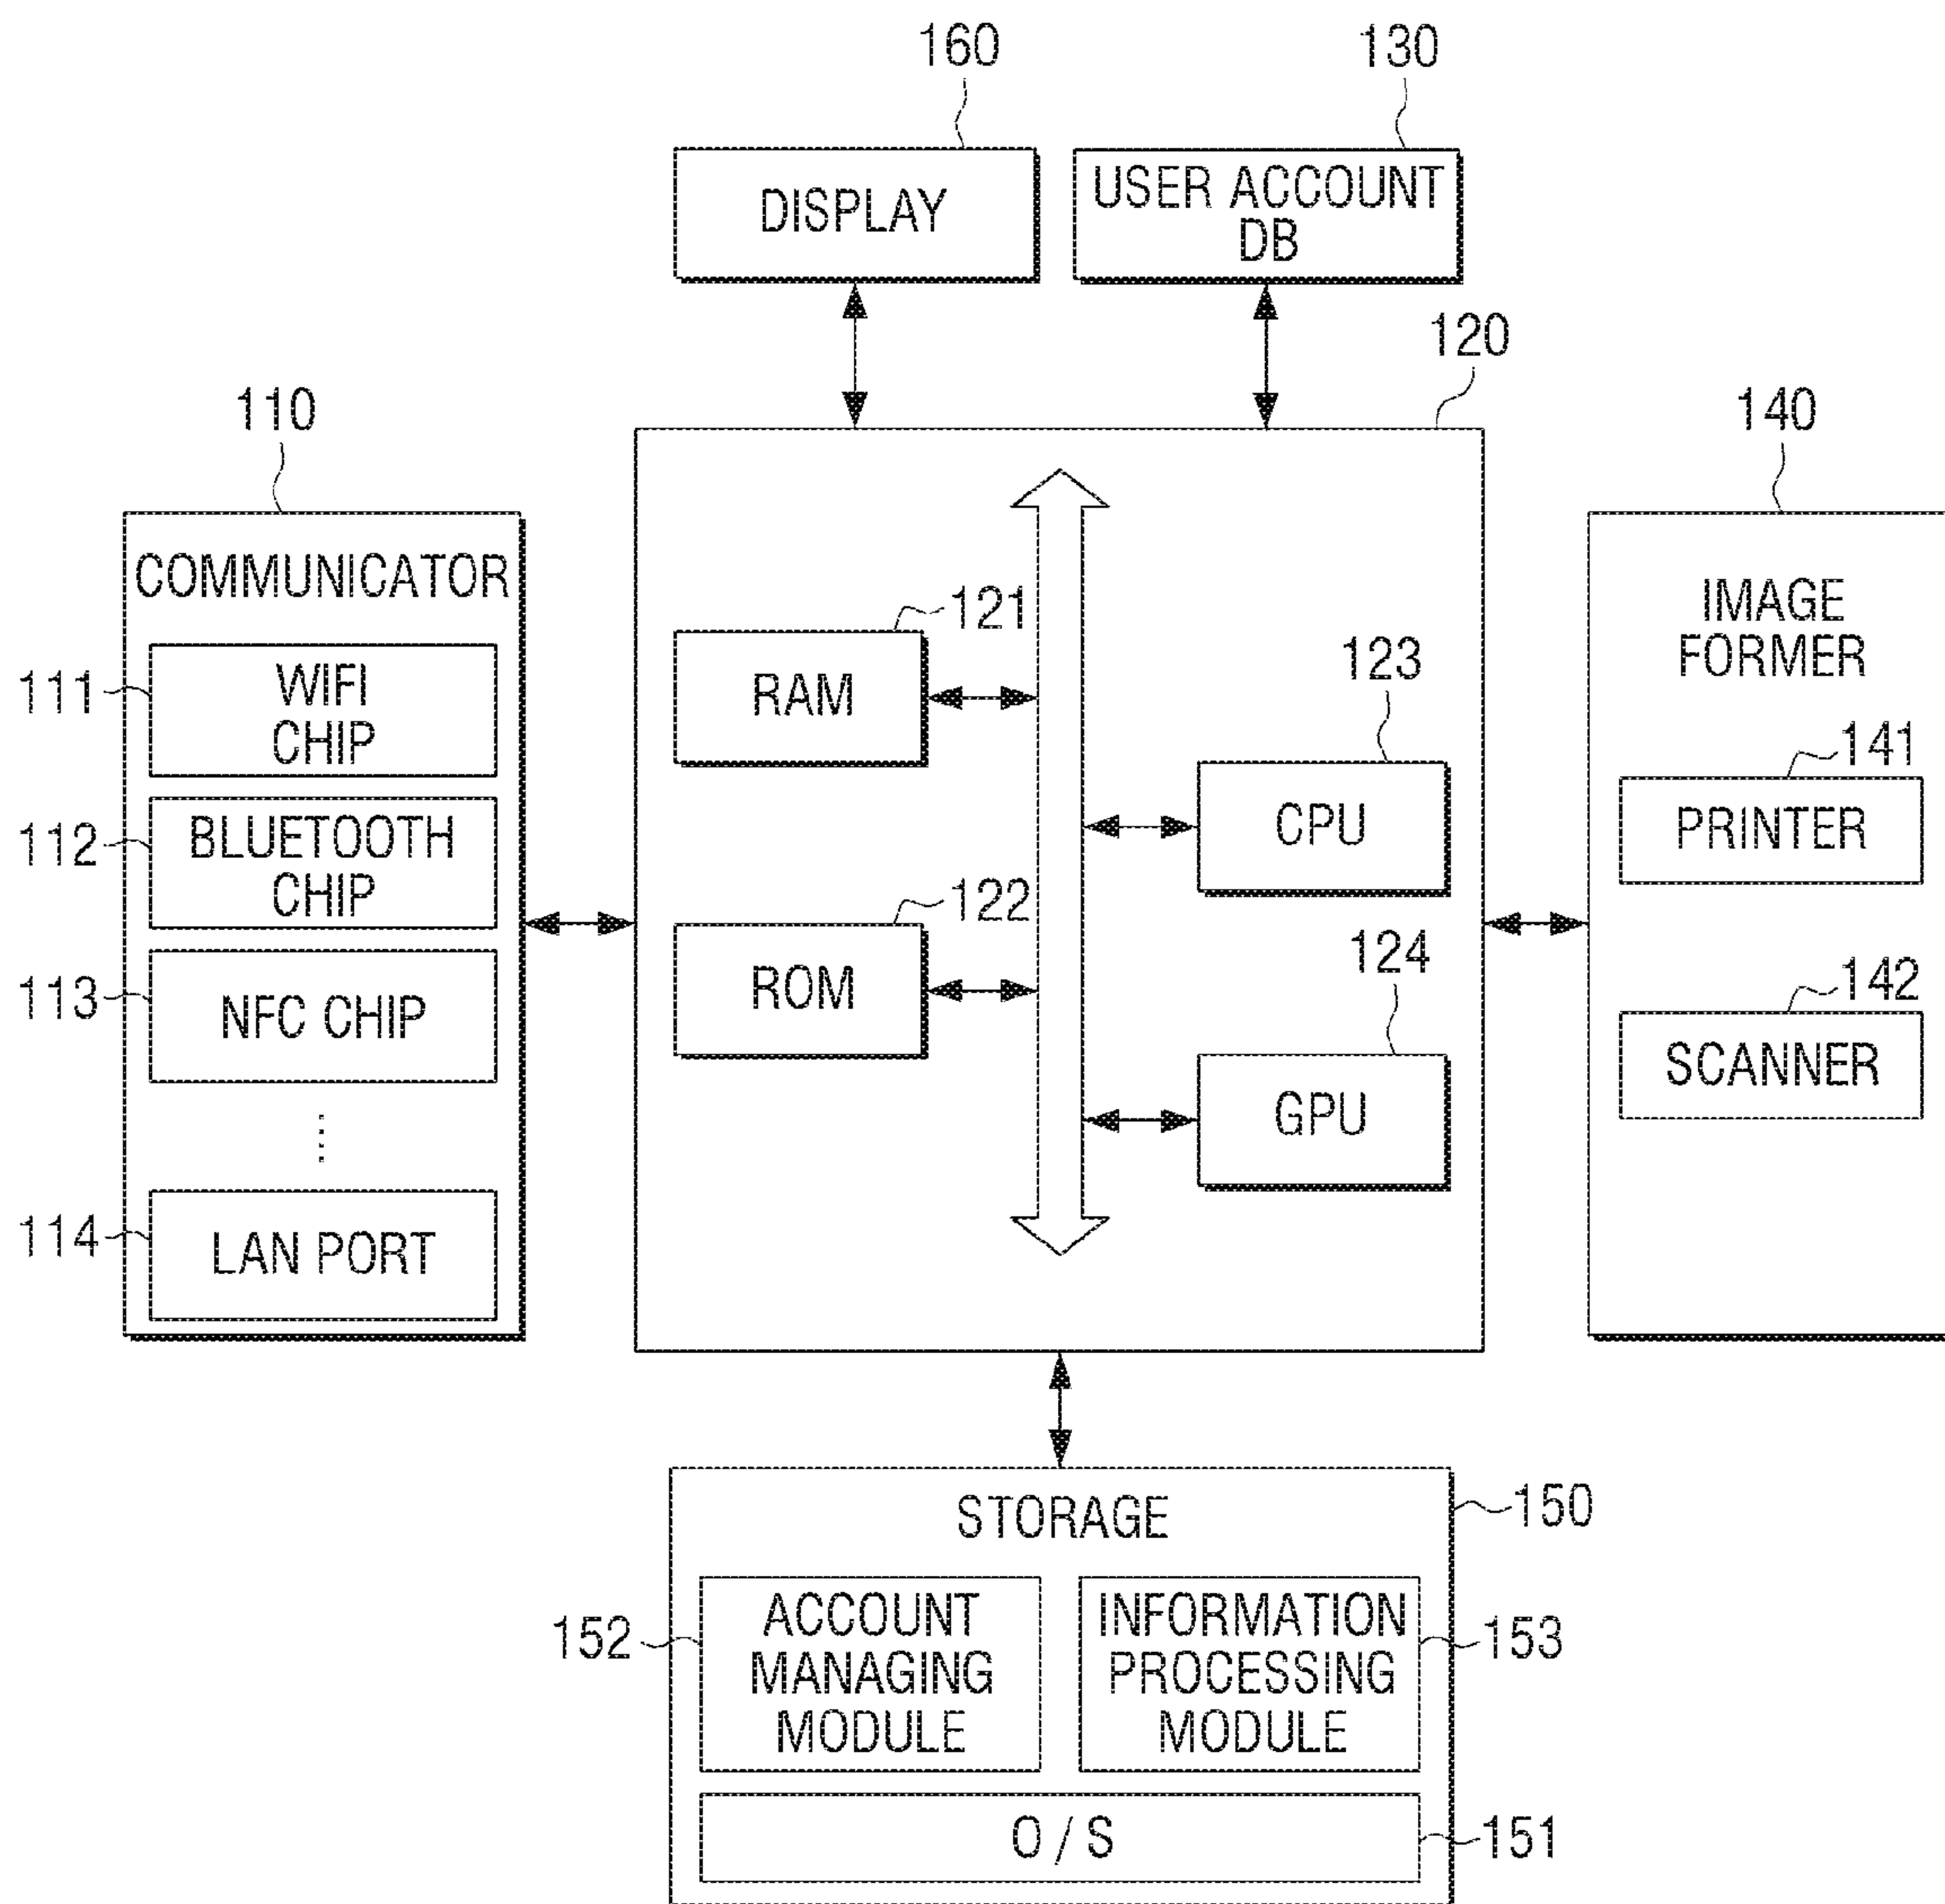 160
130
DISPLAY
USER ACCOUNT
DB
120
110
140
COMMUNICATOR
IMAGE
FORMER
111
WIFI
CHIP
112
BLUETOOTH
CHIP
113
NFC CHIP
114
LAN PORT
121
RAM
122
ROM
123
CPU
124
GPU
141
PRINTER
142
SCANNER
STORAGE
150
152
ACCOUNT
MANAGING
MODULE
INFORMATION
PROCESSING
MODULE
153
O / S
151